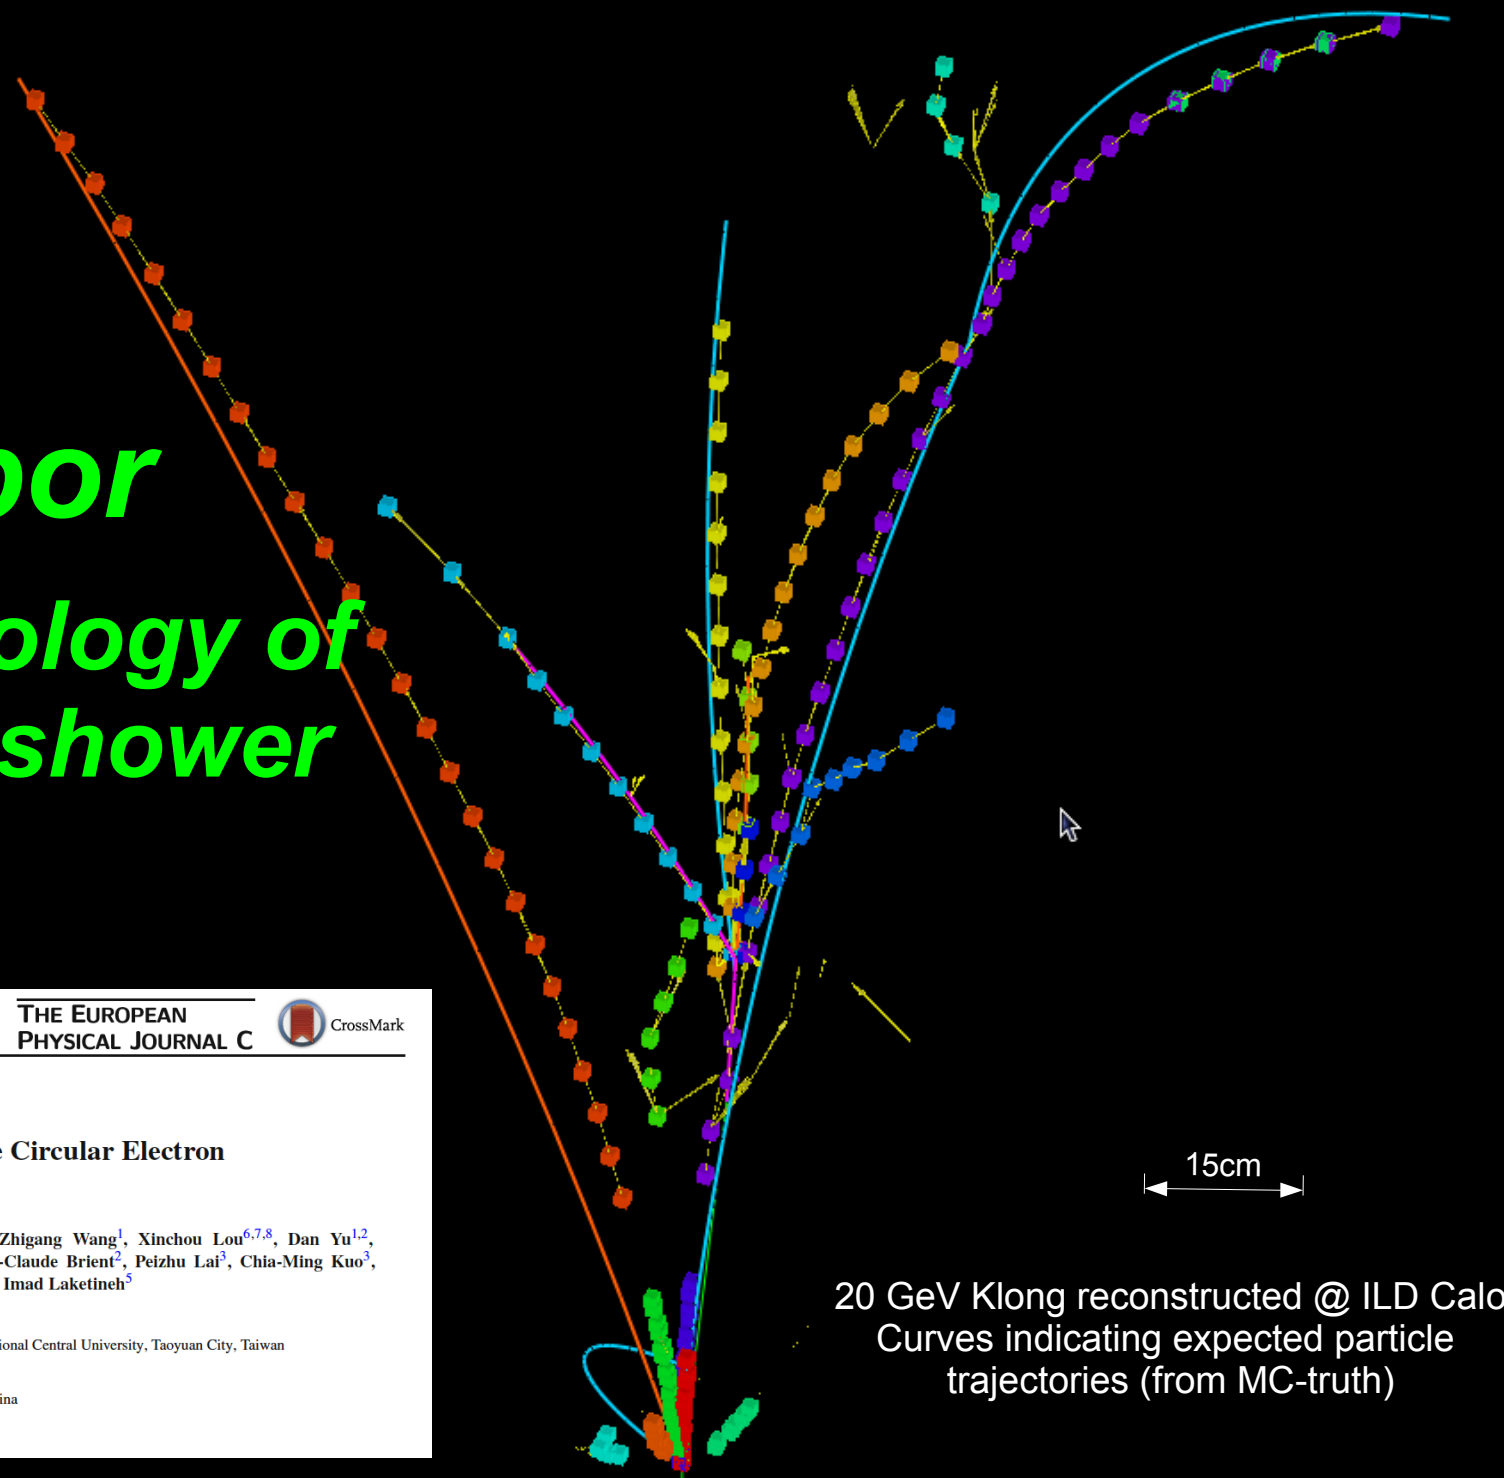 ology of
shower
THE EUROPEAN
PHYSICAL JOURNAL C
CrossMark
Circular Electron
Zhigang Wang1, Xinchou Lou6,7,8, Dan Yu1,2,
-Claude Brient2, Peizhu Lai3, Chia-Ming Kuo3,
Imad Laketineh5
ional Central University, Taoyuan City, Taiwan
ina
15cm
20 GeV Klong reconstructed @ ILD Calo
Curves indicating expected particle
trajectories (from MC-truth)